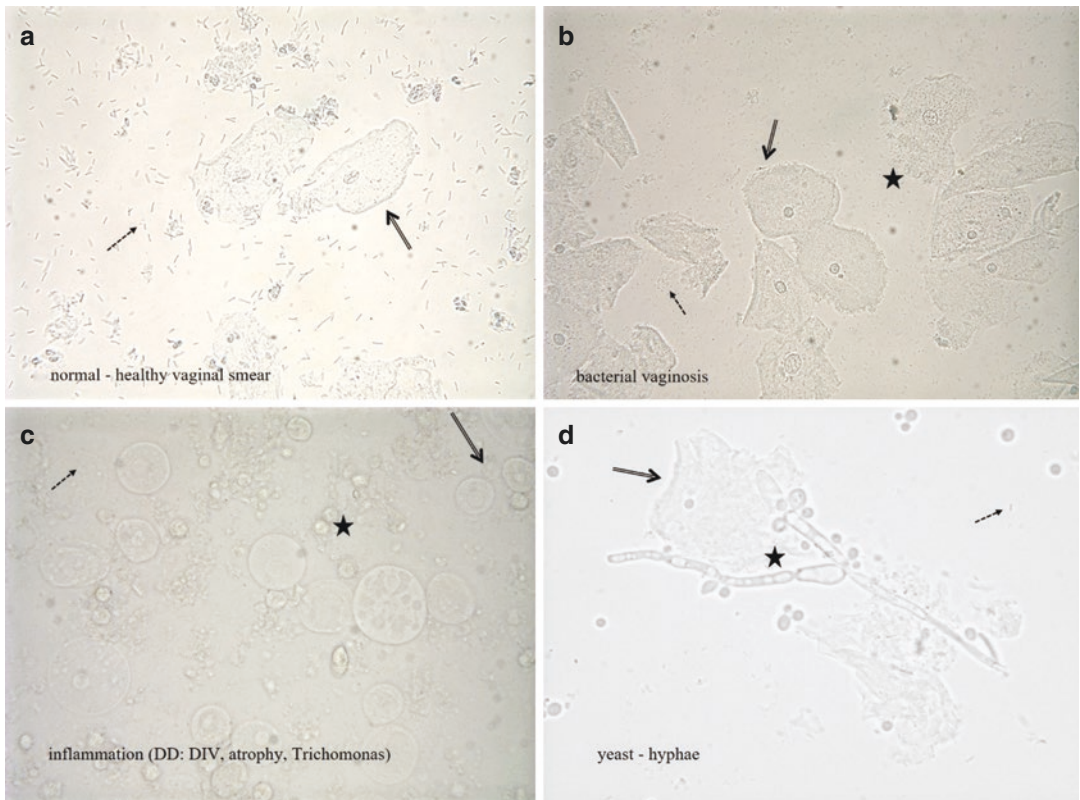 a
normal - healthy vaginal smear
b
bacterial vaginosis
c
inflammation (DD: DIV, atrophy, Trichomonas)
d
yeast - hyphae